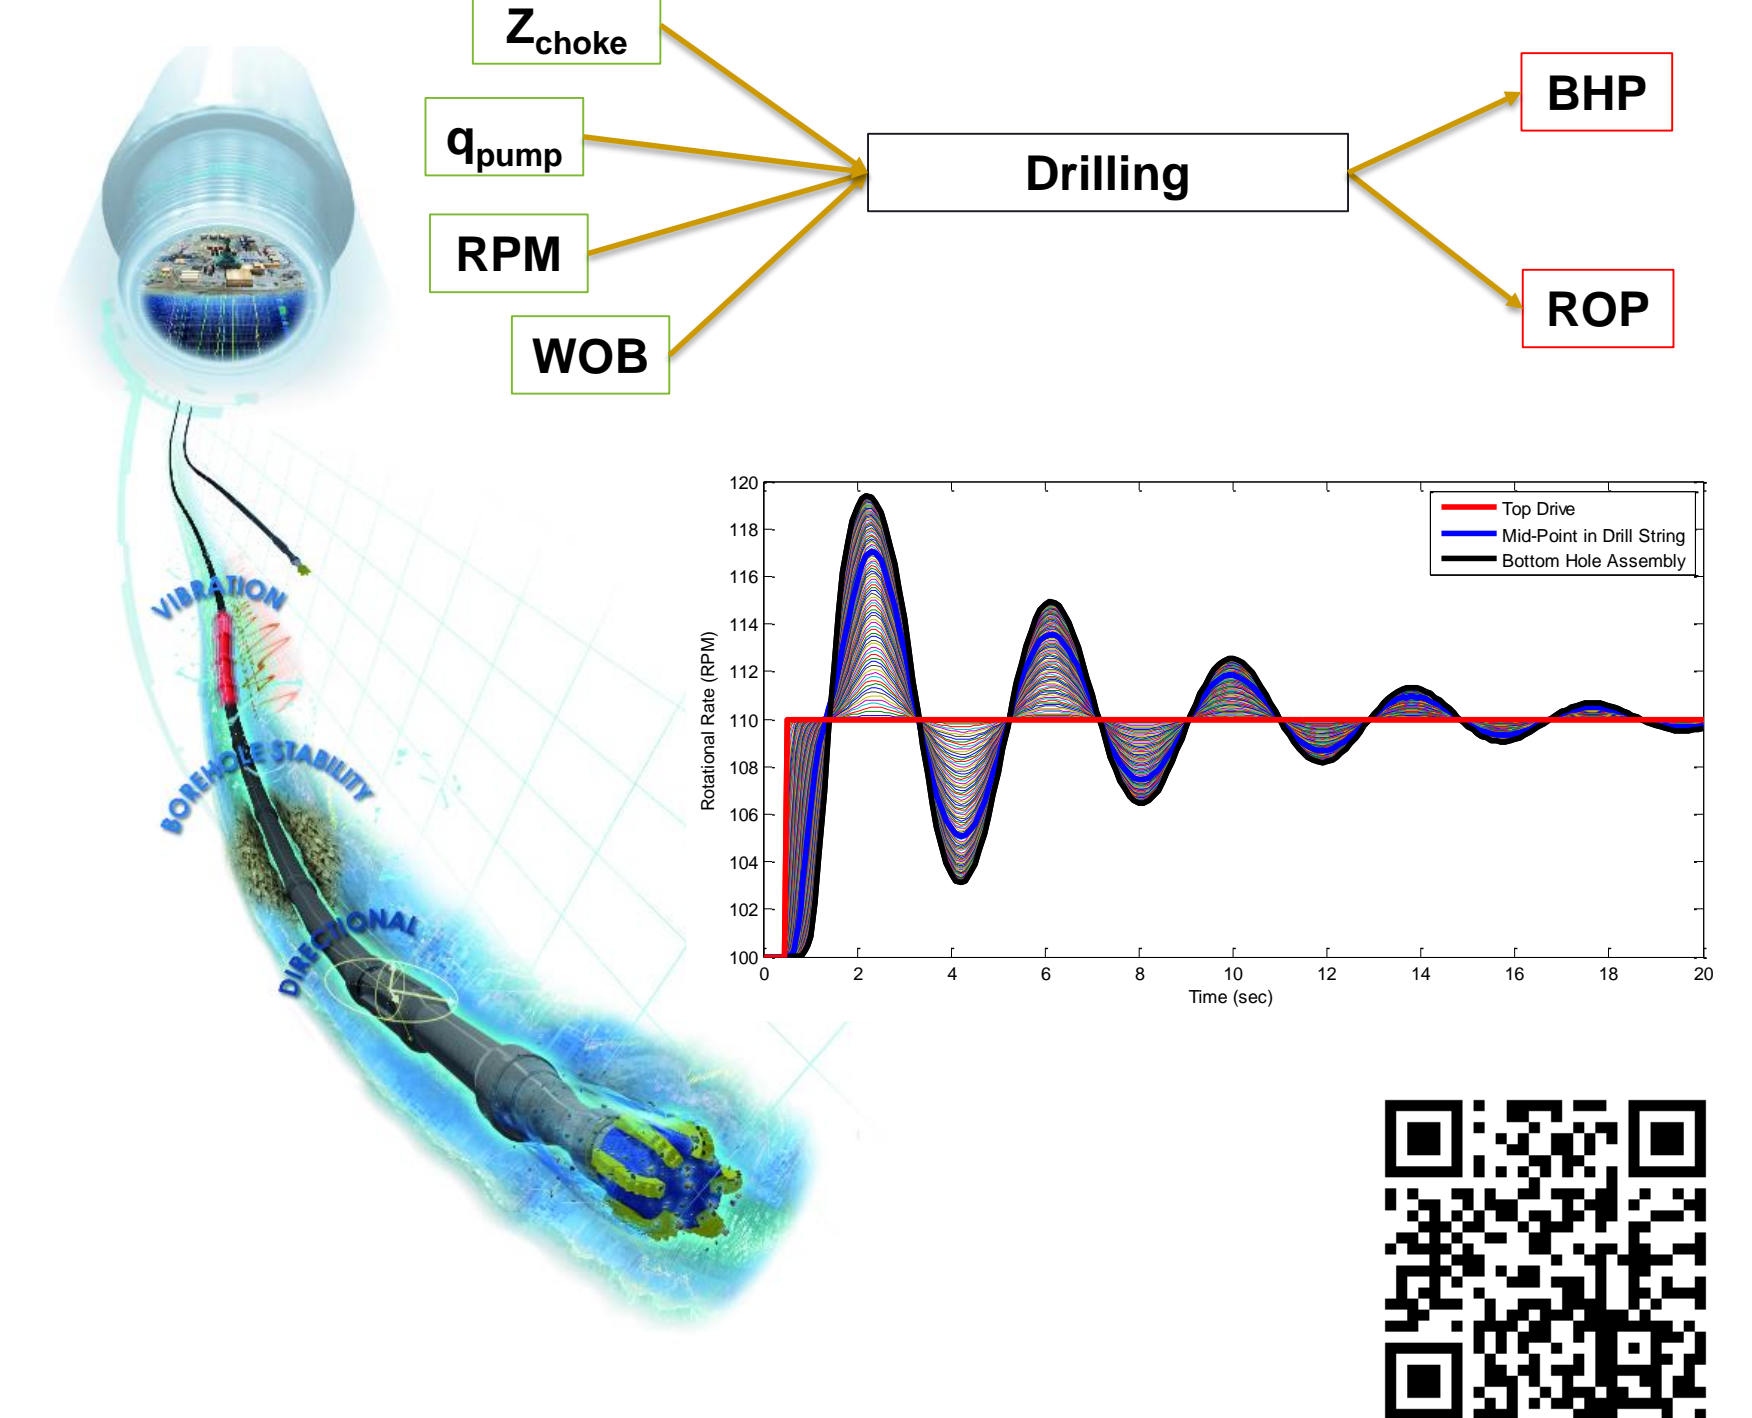 Zchoke
qpump
RPM
WOB
Drilling
BHP
ROP
VIBRATION
BOREHOLE STABILITY
DIRECTIONAL
Top Drive
Mid-Point in Drill String
Bottom Hole Assembly
Rotational Rate (RPM)
120
118
116
114
112
110
108
106
104
102
100
0 2 4 6 8 10 12 14 16 18 20
Time (sec)